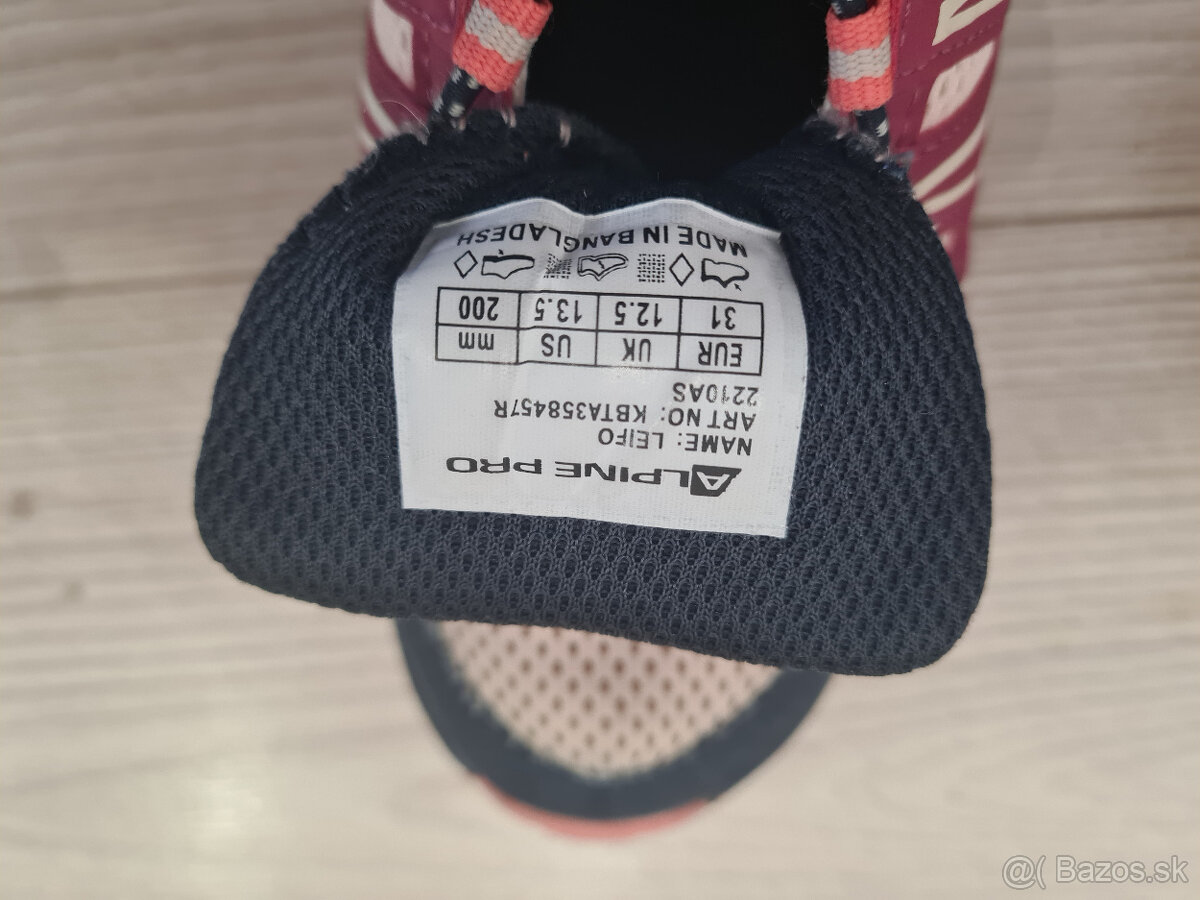 ALPINE PRO
NAME: LEIFO
ART NO: KBTA358457R
2210AS
EUR UK US mm
31 12.5 13.5 200
MADE IN BANGLADESH
@( Bazos.sk